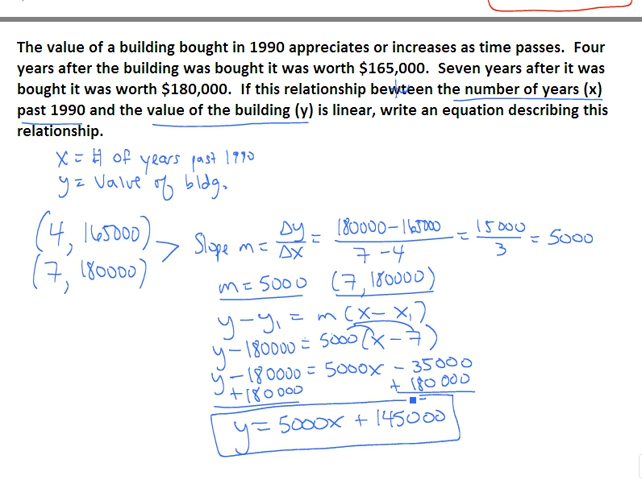 The value of a building bought in 1990 appreciates or increases as time passes. Four
years after the building was bought it was worth $165,000. Seven years after it was
bought it was worth $180,000. If this relationship between the number of years (x)
past 1990 and the value of the building (y) is linear, write an equation describing this
relationship.
x = # of years past 1990
y = Value of bldg.
(4, 165000)
(7, 180000)
> Slope m = Δy/Δx = (180000-165000)/(7-4) = 15000/3 = 5000
m = 5000 (7, 180000)
y - y₁ = m (x - x₁)
y - 180000 = 5000 (x - 7)
y - 180000 = 5000x - 35000
+180000 + 180 000
y = 5000x + 145000